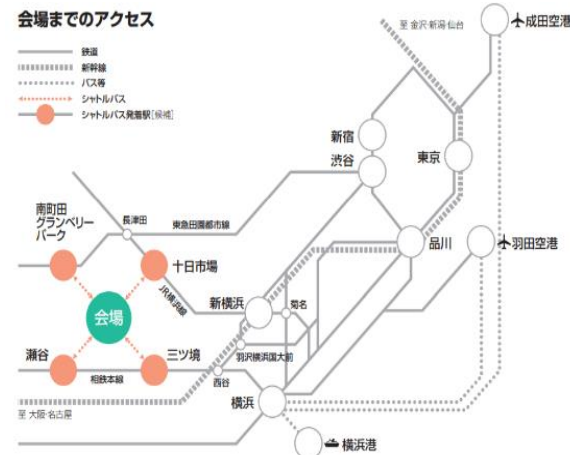 会場までのアクセス
鉄道
新幹線
バス等
シャトルバス
シャトルバス発着駅[候補]
至 金沢・新潟・仙台
成田空港
新宿
渋谷
東京
南町田
グランベリー
パーク
長津田
東急田園都市線
品川
羽田空港
十日市場
JR横浜線
新横浜
菊名
会場
羽沢横浜国大前
瀬谷
三ツ境
相鉄本線
西谷
横浜
至 大阪・名古屋
横浜港